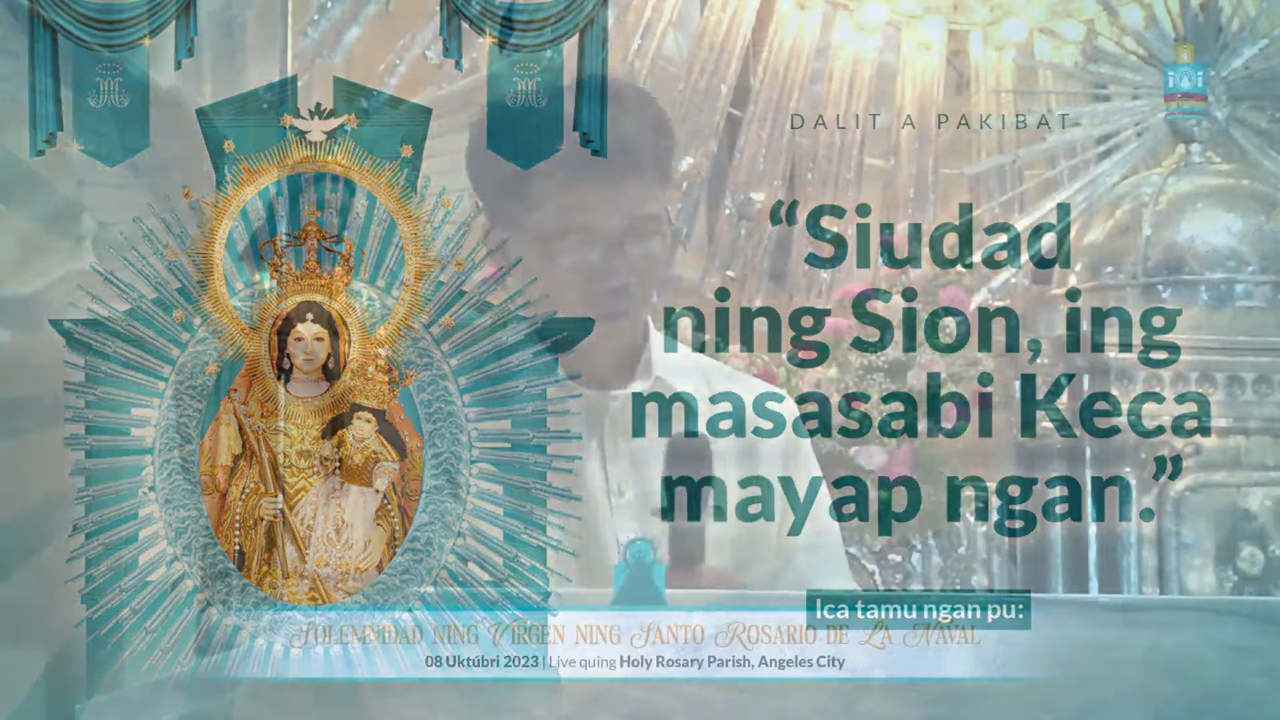 DALIT A PAKIBAT
“Siudad
ning Sion, ing
masasabi Keca
mayap ngan.”
Ica tamu ngan pu:
Solemnidad ning Virgen ning Santo Rosario de La Naval
08 Uktúbri 2023 | Live quing Holy Rosary Parish, Angeles City